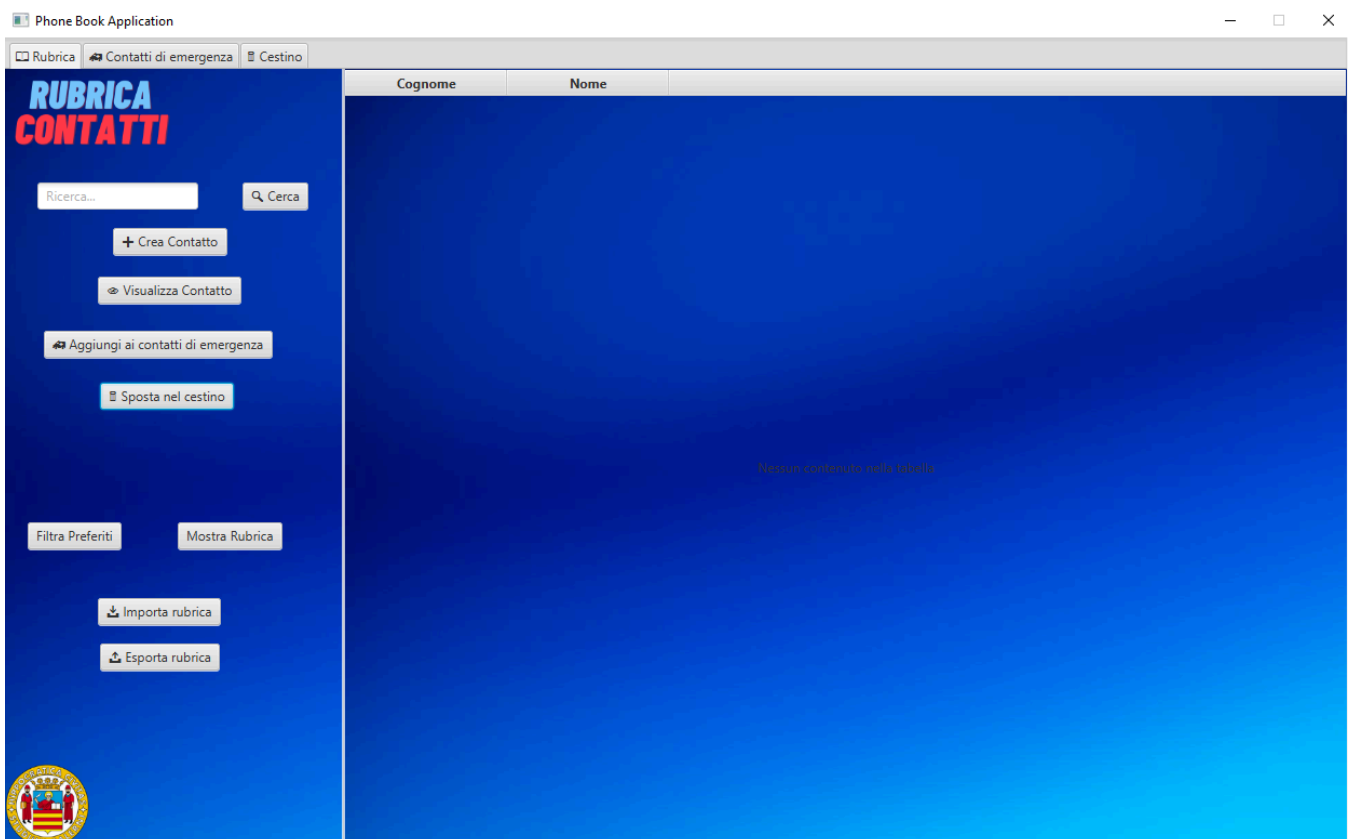 Phone Book Application
Rubrica Contatti di emergenza Cestino
RUBRICA
CONTATTI
Cognome Nome
Ricerca... Cerca
Crea Contatto
Visualizza Contatto
Aggiungi ai contatti di emergenza
Sposta nel cestino
Nessun contenuto nella tabella
Filtra Preferiti Mostra Rubrica
Importa rubrica
Esporta rubrica